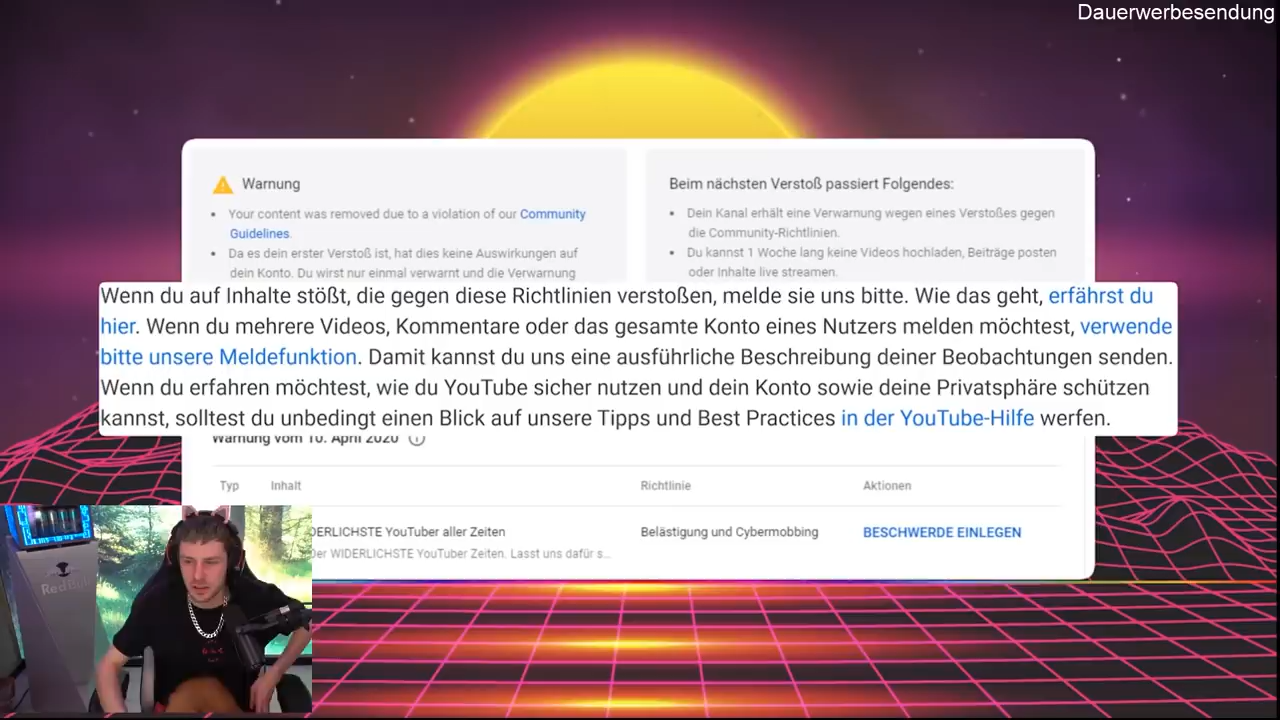 Dauerwerbesendung
Warnung
Your content was removed due to a violation of our Community
Guidelines.
Da es dein erster Verstoß ist, hat dies keine Auswirkungen auf
dein Konto. Du wirst nur einmal verwarnt und die Verwarnung
Beim nächsten Verstoß passiert Folgendes:
Dein Kanal erhält eine Verwarnung wegen eines Verstoßes gegen
die Community-Richtlinien.
Du kannst 1 Woche lang keine Videos hochladen, Beiträge posten
oder Inhalte live streamen.
Wenn du auf Inhalte stößt, die gegen diese Richtlinien verstoßen, melde sie uns bitte. Wie das geht, erfährst du
hier. Wenn du mehrere Videos, Kommentare oder das gesamte Konto eines Nutzers melden möchtest, verwende
bitte unsere Meldefunktion. Damit kannst du uns eine ausführliche Beschreibung deiner Beobachtungen senden.
Wenn du erfahren möchtest, wie du YouTube sicher nutzen und dein Konto sowie deine Privatsphäre schützen
kannst, solltest du unbedingt einen Blick auf unsere Tipps und Best Practices in der YouTube-Hilfe werfen.
Warnung vom 10. April 2020
Typ Inhalt Richtlinie Aktionen
DERLICHSTE YouTuber aller Zeiten Belästigung und Cybermobbing BESCHWERDE EINLEGEN
Der WIDERLICHSTE YouTuber Zeiten. Lasst uns dafür s...